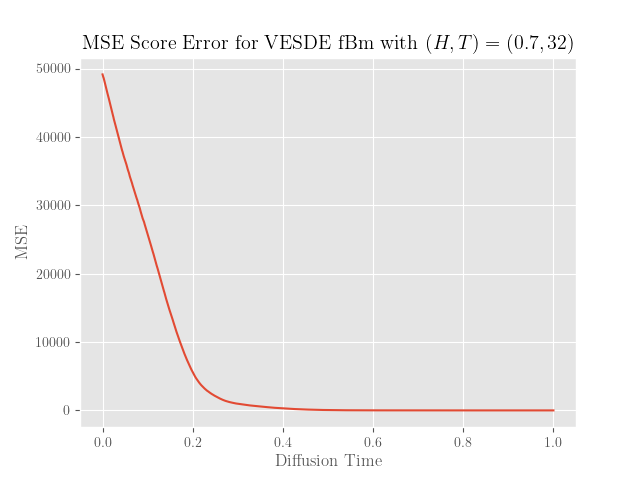 MSE Score Error for VESDE fBm with (H, T) = (0.7, 32)
50000
40000
30000
20000
10000
0
MSE
0.0 0.2 0.4 0.6 0.8 1.0
Diffusion Time